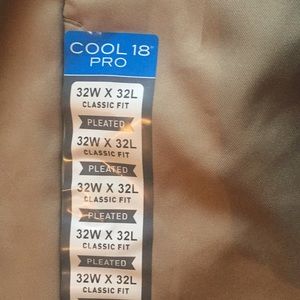 COOL 18™
PRO
32W X 32L
CLASSIC FIT
PLEATED
32W X 32L
CLASSIC FIT
PLEATED
32W X 32L
CLASSIC FIT
PLEATED
32W X 32L
CLASSIC FIT
PLEATED
32W X 32L
CLASSIC FIT